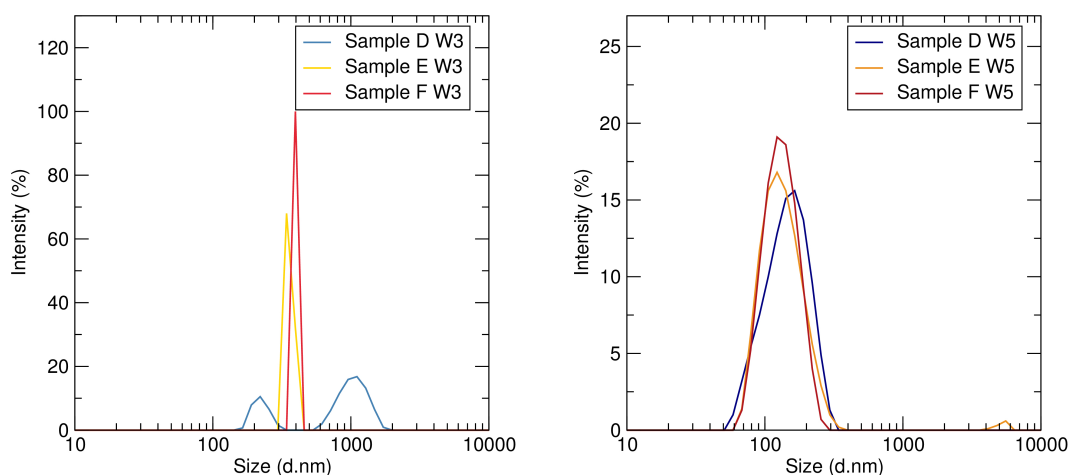 120
100
80
60
40
20
0
Intensity (%)
Sample D W3
Sample E W3
Sample F W3
10 100 1000 10000
Size (d.nm)
25
20
15
10
5
0
Intensity (%)
Sample D W5
Sample E W5
Sample F W5
10 100 1000 10000
Size (d.nm)